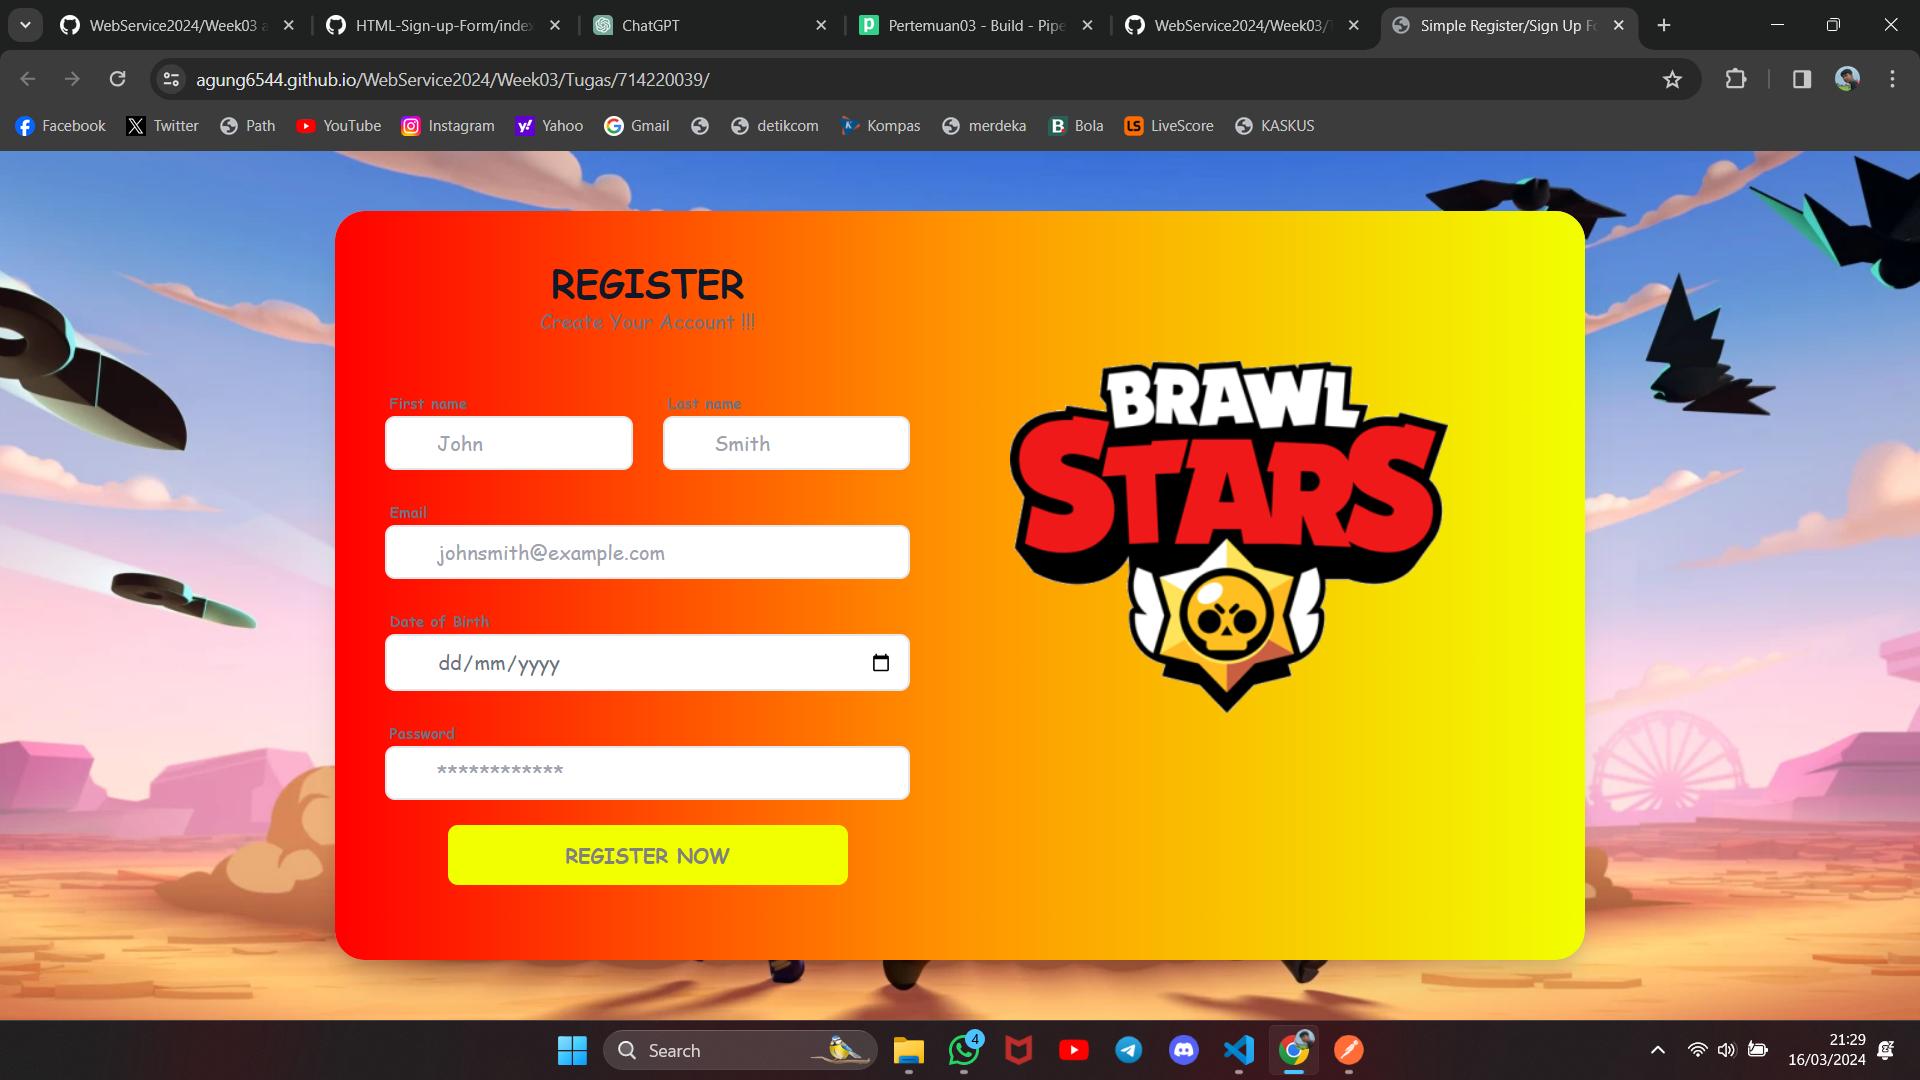 WebService2024/Week03 a
HTML-Sign-up-Form/index
ChatGPT
Pertemuan03 - Build - Pipe
WebService2024/Week03/T
Simple Register/Sign Up Fo
agung6544.github.io/WebService2024/Week03/Tugas/714220039/
Facebook
Twitter
Path
YouTube
Instagram
Yahoo
Gmail
detikcom
Kompas
merdeka
Bola
LiveScore
KASKUS
REGISTER
Create Your Account !!!
First name
Last name
John
Smith
Email
johnsmith@example.com
Date of Birth
dd/mm/yyyy
Password
************
REGISTER NOW
BRAWL
STARS
Search
4
21:29
16/03/2024